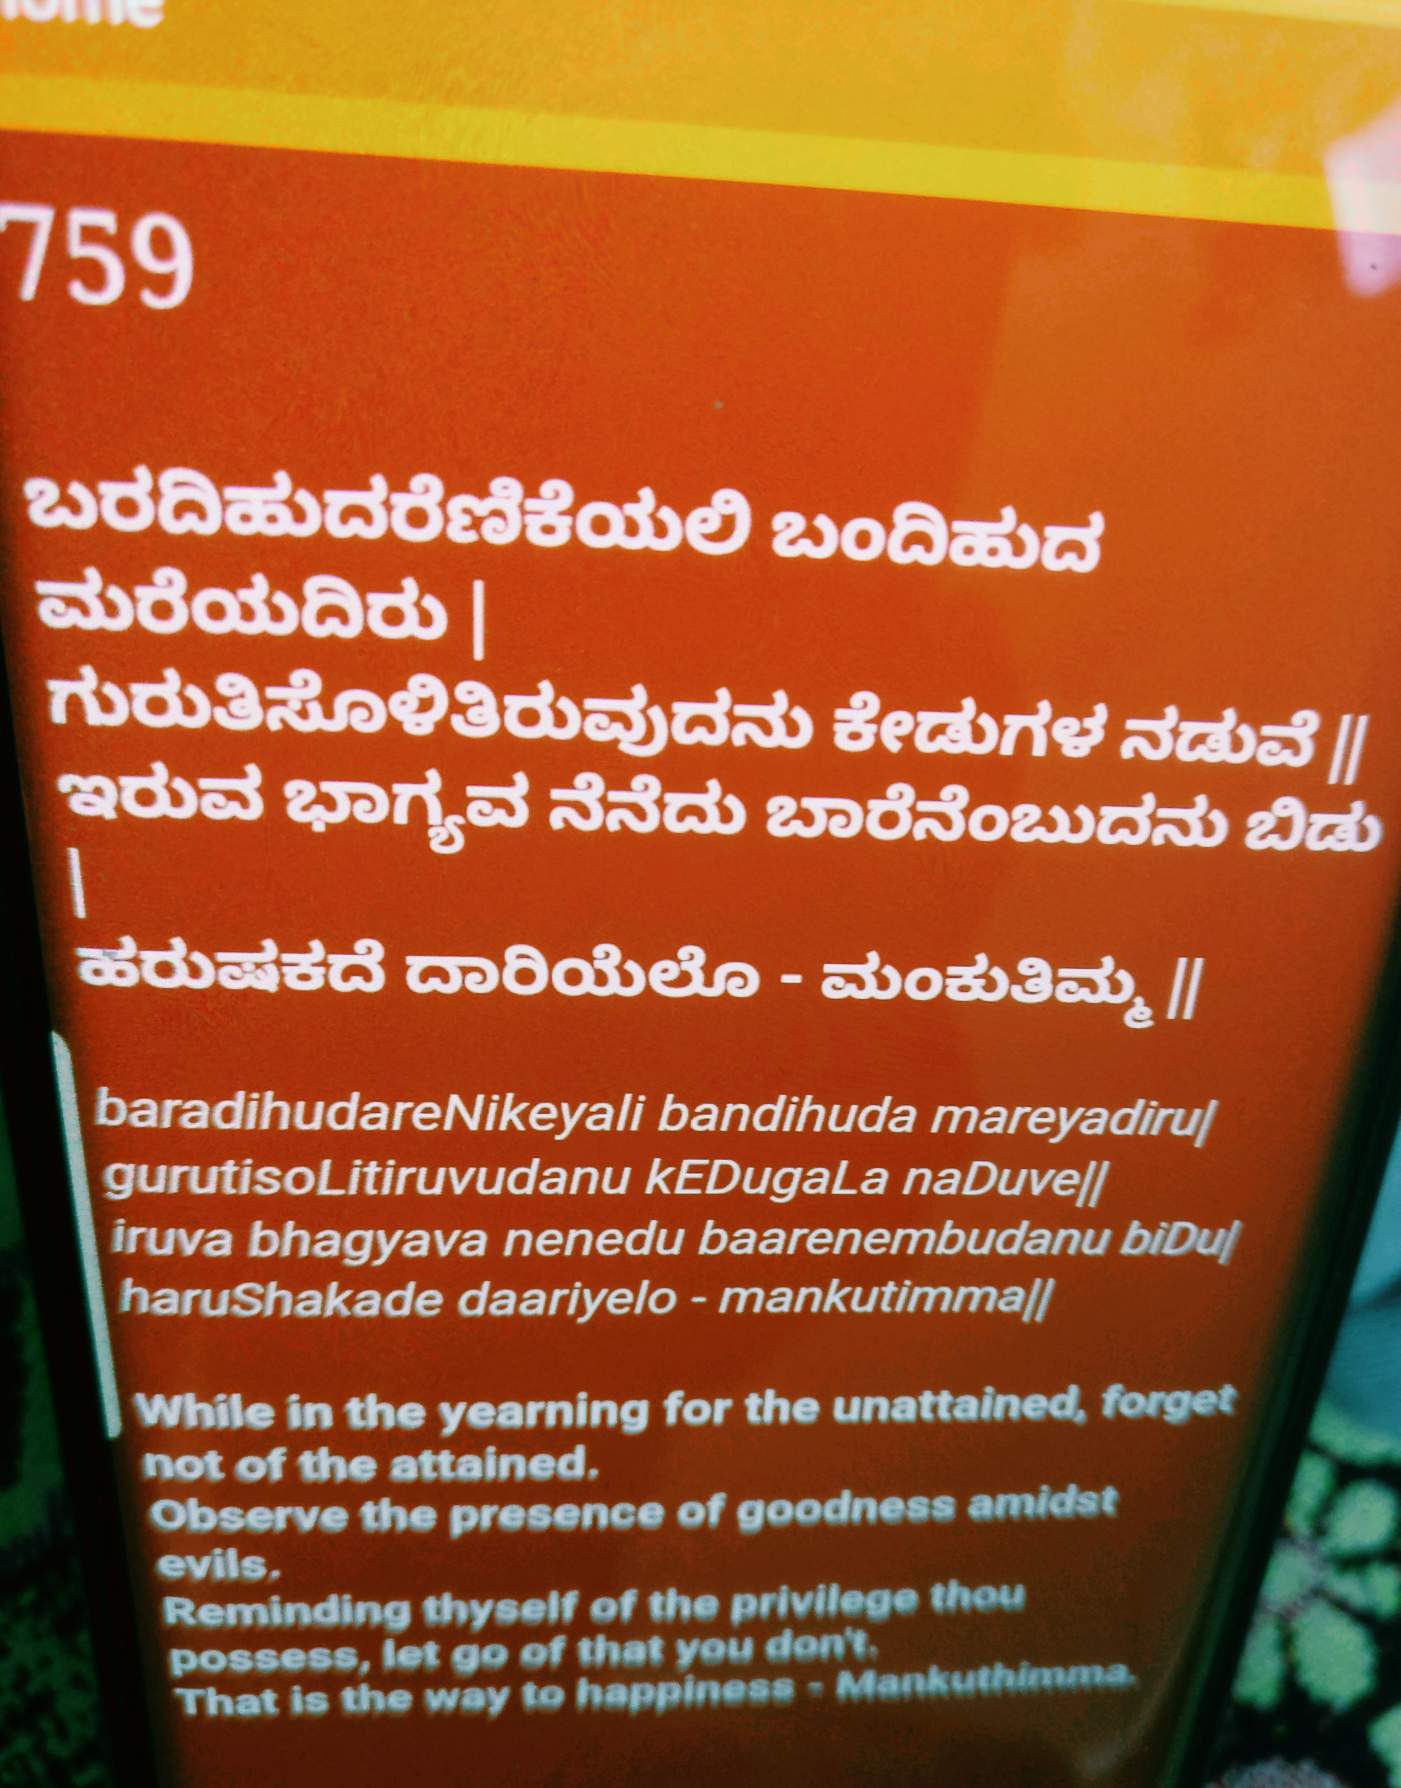 759
ಬರದಿಹುದರೆಣಿಕೆಯಲಿ ಬಂದಿಹುದ
ಮರೆಯದಿರು |
ಗುರುತಿಸೊಳಿತಿರುವುದನು ಕೇಡುಗಳ ನಡುವೆ ||
ಇರುವ ಭಾಗ್ಯವ ನೆನೆದು ಬಾರೆನೆಂಬುದನು ಬಿಡು
|
ಹರುಷಕದೆ ದಾರಿಯೆಲೊ - ಮಂಕುತಿಮ್ಮ ||
baradihudareNikeyali bandihuda mareyadiru|
gurutisoLitiruvudanu kEDugaLa naDuve||
iruva bhagyava nenedu baarenembudanu biDu|
haruShakade daariyelo - mankutimma||
While in the yearning for the unattained, forget
not of the attained.
Observe the presence of goodness amidst
evils.
Reminding thyself of the privilege thou
possess, let go of that you don't.
That is the way to happiness - Mankuthimma.